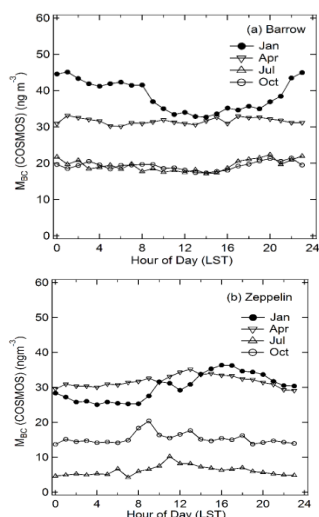 (a) Barrow
Jan
Apr
Jul
Oct
M_BC (COSMOS) (ng m⁻³)
60
50
40
30
20
10
0
0 4 8 12 16 20 24
Hour of Day (LST)
(b) Zeppelin
Jan
Apr
Jul
Oct
M_BC (COSMOS) (ngm⁻³)
60
50
40
30
20
10
0
0 4 8 12 16 20 24
Hour of Day (LST)